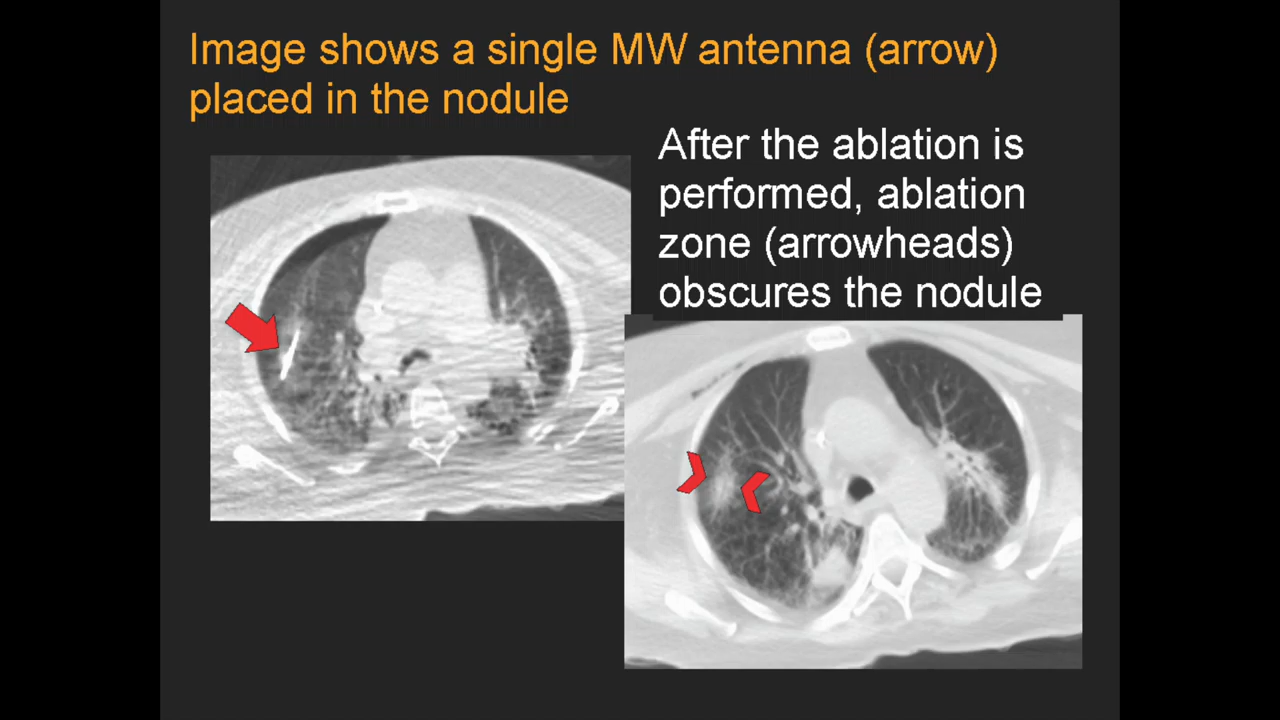 Image shows a single MW antenna (arrow)
placed in the nodule
After the ablation is
performed, ablation
zone (arrowheads)
obscures the nodule